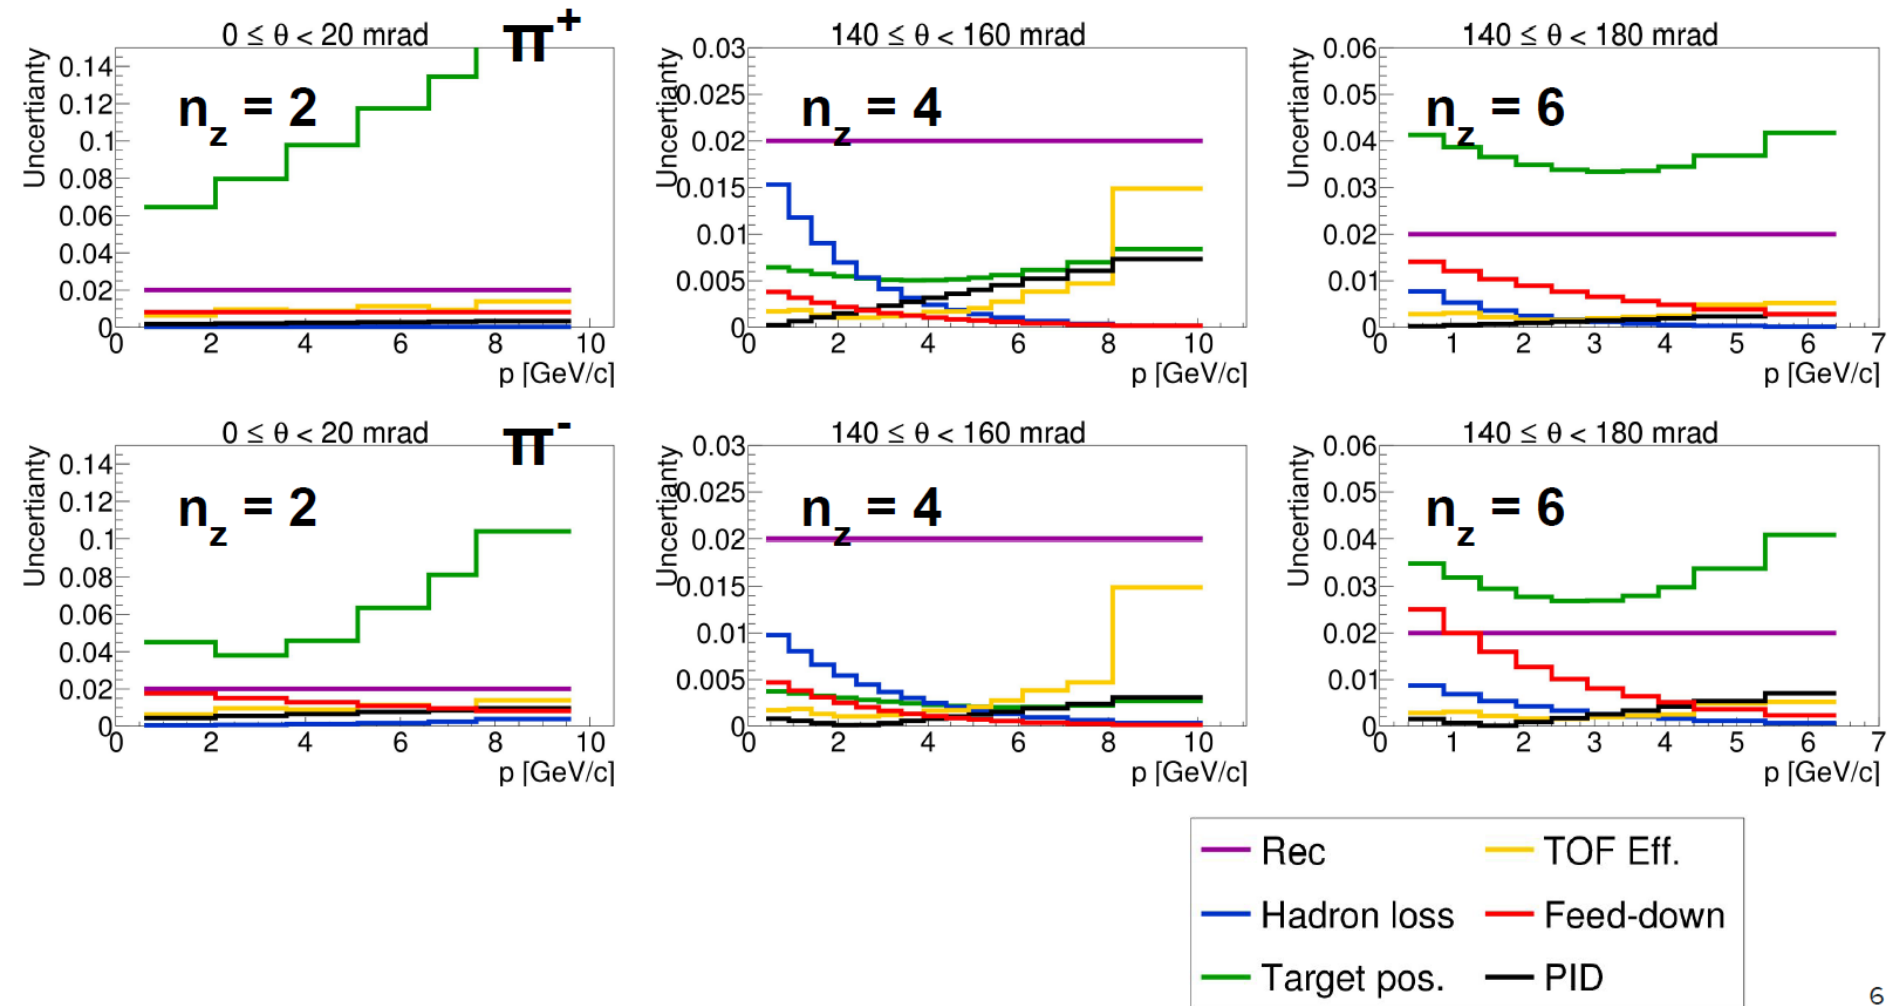 0 ≤ θ < 20 mrad
π+
Uncertianty
0.14
0.12
0.1
0.08
0.06
0.04
0.02
0
nz = 2
0 2 4 6 8 10
p [GeV/c]
140 ≤ θ < 160 mrad
Uncertianty
0.03
0.025
0.02
0.015
0.01
0.005
0
nz = 4
0 2 4 6 8 10
p [GeV/c]
140 ≤ θ < 180 mrad
Uncertianty
0.06
0.05
0.04
0.03
0.02
0.01
0
nz = 6
0 1 2 3 4 5 6 7
p [GeV/c]
0 ≤ θ < 20 mrad
π-
Uncertianty
0.14
0.12
0.1
0.08
0.06
0.04
0.02
0
nz = 2
0 2 4 6 8 10
p [GeV/c]
140 ≤ θ < 160 mrad
Uncertianty
0.03
0.025
0.02
0.015
0.01
0.005
0
nz = 4
0 2 4 6 8 10
p [GeV/c]
140 ≤ θ < 180 mrad
Uncertianty
0.06
0.05
0.04
0.03
0.02
0.01
0
nz = 6
0 1 2 3 4 5 6 7
p [GeV/c]
Rec TOF Eff.
Hadron loss Feed-down
Target pos. PID
6